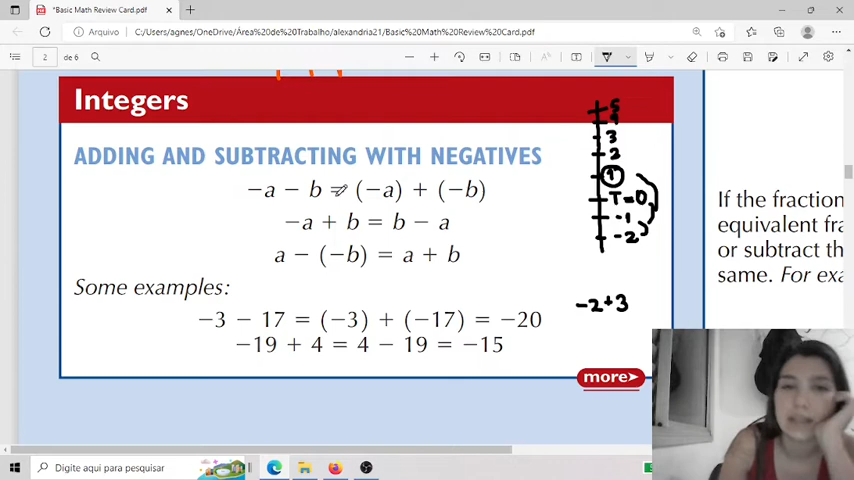 *Basic Math Review Card.pdf
Arquivo
C:/Users/agnes/OneDrive/Área%20de%20Trabalho/alexandria21/Basic%20Math%20Review%20Card.pdf
2
de 6
Integers
ADDING AND SUBTRACTING WITH NEGATIVES
−a − b = (−a) + (−b)
−a + b = b − a
a − (−b) = a + b
Some examples:
−3 − 17 = (−3) + (−17) = −20
−19 + 4 = 4 − 19 = −15
more
5
4
3
2
1
T=0
-1
-2
-2+3
If the fraction
equivalent fra
or subtract th
same. For exa
Digite aqui para pesquisar